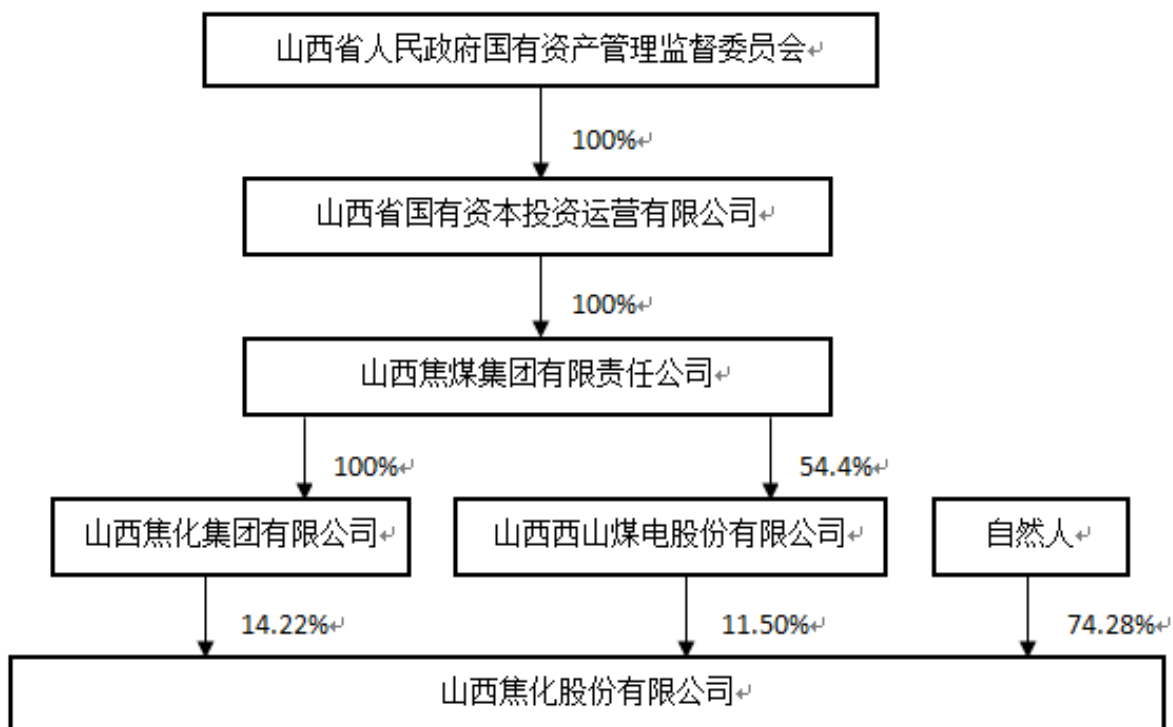 山西省人民政府国有资产管理监督委员会↵
100%↵
山西省国有资本投资运营有限公司↵
100%↵
山西焦煤集团有限责任公司↵
100%↵
54.4%↵
山西焦化集团有限公司↵
山西西山煤电股份有限公司↵
自然人↵
14.22%↵
11.50%↵
74.28%↵
山西焦化股份有限公司↵